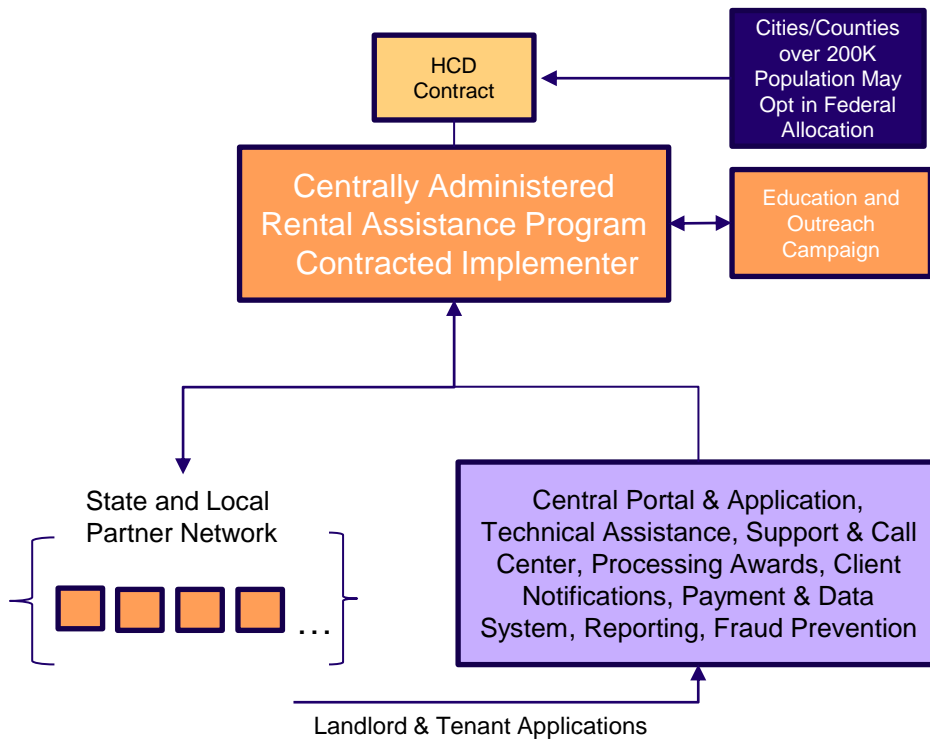 Cities/Counties
over 200K
Population May
Opt in Federal
Allocation
HCD
Contract
Centrally Administered
Rental Assistance Program
Contracted Implementer
Education and
Outreach
Campaign
State and Local
Partner Network
...
Central Portal & Application,
Technical Assistance, Support & Call
Center, Processing Awards, Client
Notifications, Payment & Data
System, Reporting, Fraud Prevention
Landlord & Tenant Applications